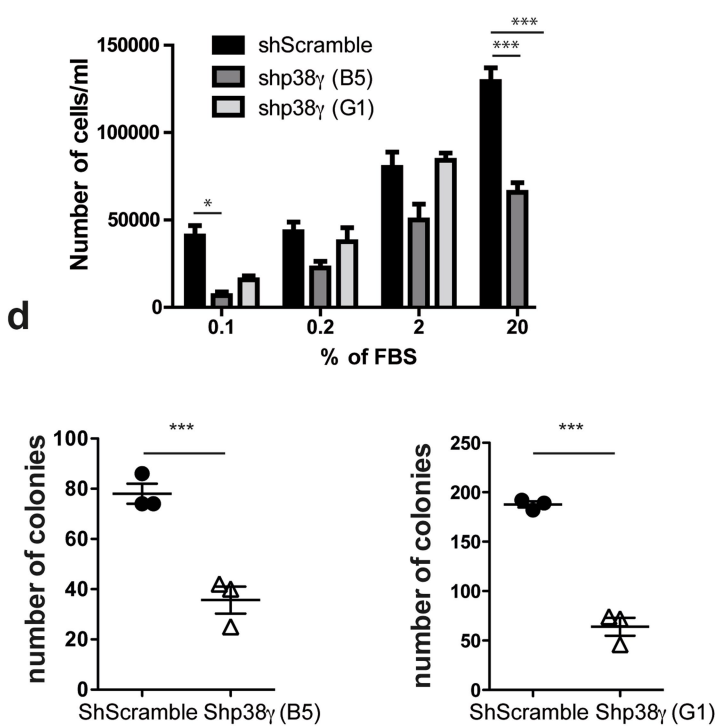 ***
150000
shScramble
***
shp38γ (B5)
shp38γ (G1)
100000
Number of cells/ml
*
50000
0
0.1 0.2 2 20
% of FBS
d
***
100
80
60
40
20
0
number of colonies
ShScramble Shp38γ (B5)
***
250
200
150
100
50
0
number of colonies
ShScramble Shp38γ (G1)